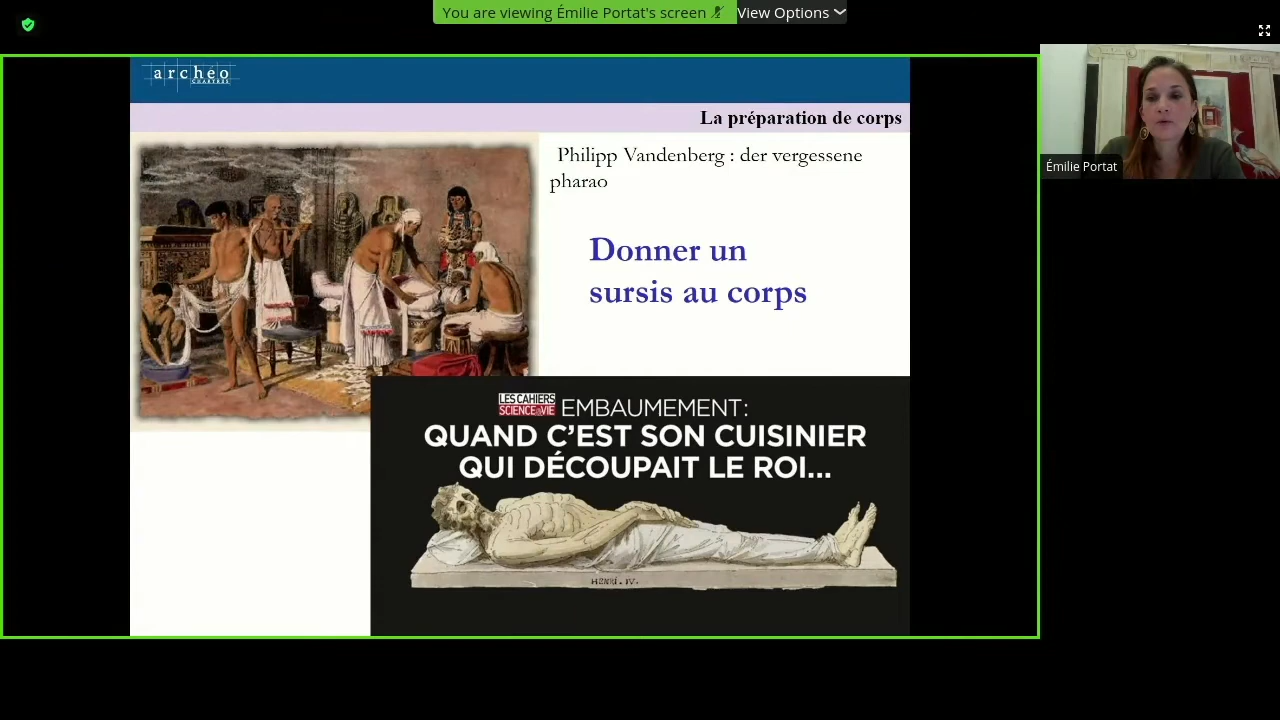 You are viewing Émilie Portat's screen
View Options
archéo
CHARTRES
La préparation de corps
Philipp Vandenberg : der vergessene
pharao
Donner un
sursis au corps
LES CAHIERS
SCIENCE&VIE
EMBAUMEMENT:
QUAND C'EST SON CUISINIER
QUI DÉCOUPAIT LE ROI...
HENRI. IV.
Émilie Portat